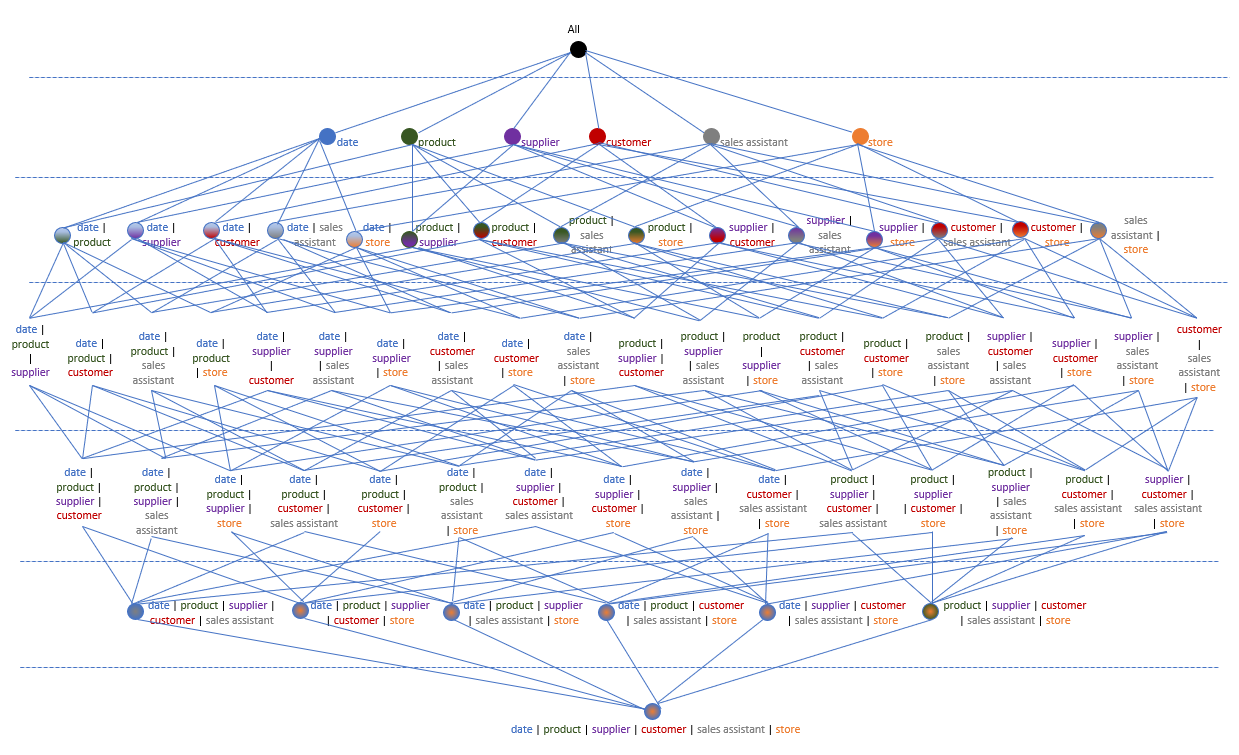 All
date
product
supplier
customer
sales assistant
store
date |
product
date |
supplier
date |
customer
date | sales
assistant
date |
store
product |
supplier
product |
customer
product |
sales
assistant
product |
store
supplier |
customer
supplier |
sales
assistant
supplier
| store
customer |
sales assistant
customer |
store
sales
assistant |
store
date |
product
|
supplier
date |
product |
customer
date |
product |
sales
assistant
date |
product
| store
date |
supplier
|
customer
date |
supplier
| sales
assistant
date |
supplier
| store
date |
customer
| sales
assistant
date |
customer
| store
date |
sales
assistant
| store
product |
supplier |
customer
product |
supplier
| sales
assistant
product
|
supplier
| store
product |
customer
| sales
assistant
product |
customer
| store
product |
sales
assistant
| store
supplier |
customer
| sales
assistant
supplier |
customer
| store
supplier |
sales
assistant
| store
customer
|
sales
assistant
| store
date |
product |
supplier |
customer
date |
product |
supplier |
sales
assistant
date |
product |
supplier |
store
date |
product |
customer |
sales assistant
date |
product |
customer |
store
date |
product |
sales
assistant
| store
date |
supplier |
customer |
sales assistant
date |
supplier |
customer |
store
date |
supplier |
sales
assistant |
store
date |
customer |
sales assistant
| store
product |
supplier |
customer |
sales assistant
product |
supplier
| customer |
store
product |
supplier
| sales
assistant
| store
product |
customer |
sales assistant
| store
supplier |
customer |
sales assistant
| store
date | product | supplier |
customer | sales assistant
date | product | supplier
| customer | store
date | product | supplier
| sales assistant | store
date | product | customer
| sales assistant | store
date | supplier | customer
| sales assistant | store
product | supplier | customer
| sales assistant | store
date | product | supplier | customer | sales assistant | store